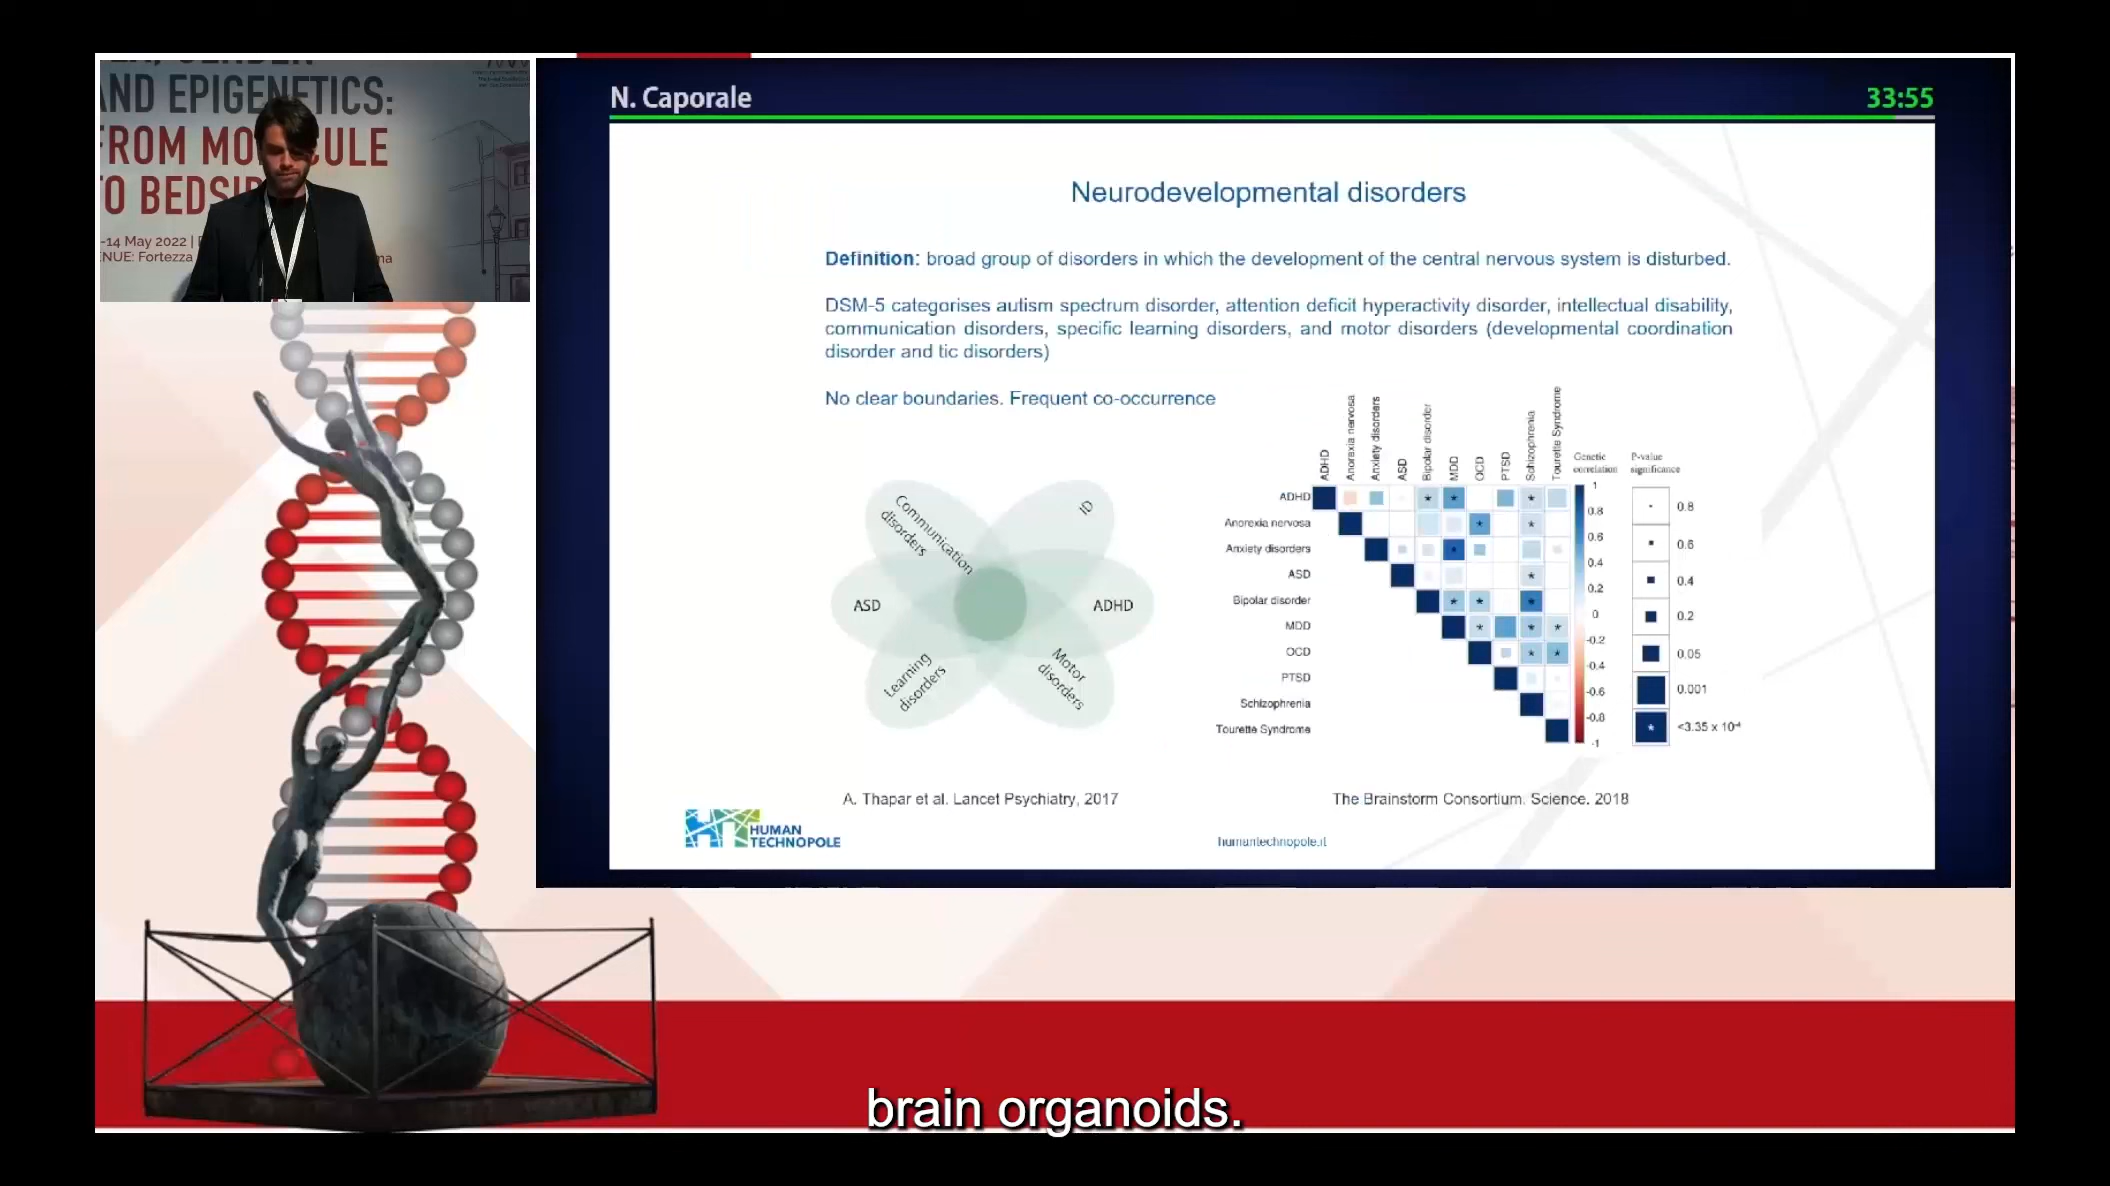 AND EPIGENETICS:
TO BEDSI
-14 May 2022 |
NUE: Fortezza
N. Caporale
33:55
Neurodevelopmental disorders
Definition: broad group of disorders in which the development of the central nervous system is disturbed.
DSM-5 categorises autism spectrum disorder, attention deficit hyperactivity disorder, intellectual disability,
communication disorders, specific learning disorders, and motor disorders (developmental coordination
disorder and tic disorders)
No clear boundaries. Frequent co-occurrence
Communication
disorders
ID
ASD
ADHD
Learning
disorders
Motor
disorders
A. Thapar et al. Lancet Psychiatry, 2017
ADHD
Anorexia nervosa
Anxiety disorders
ASD
Bipolar disorder
MDD
OCD
PTSD
Schizophrenia
Tourette Syndrome
ADHD
Anorexia nervosa
Anxiety disorders
ASD
Bipolar disorder
MDD
OCD
PTSD
Schizophrenia
Tourette Syndrome
Genetic
correlation
1
0.8
0.6
0.4
0.2
0
-0.2
-0.4
-0.6
-0.8
-1
P-value
significance
0.8
0.6
0.4
0.2
0.05
0.001
<3.35 x 10⁻⁴
The Brainstorm Consortium. Science. 2018
HUMAN
TECHNOPOLE
humantechnopole.it
brain organoids.